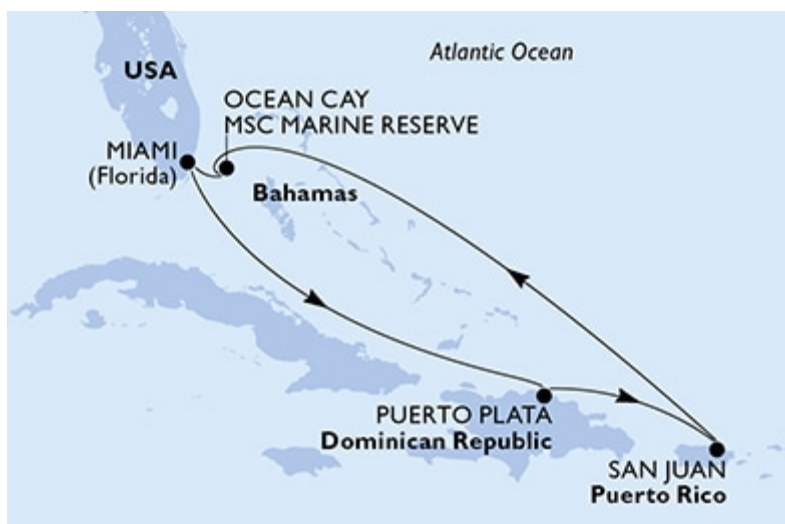 Atlantic Ocean
USA
OCEAN CAY
MSC MARINE RESERVE
MIAMI
(Florida)
Bahamas
PUERTO PLATA
Dominican Republic
SAN JUAN
Puerto Rico